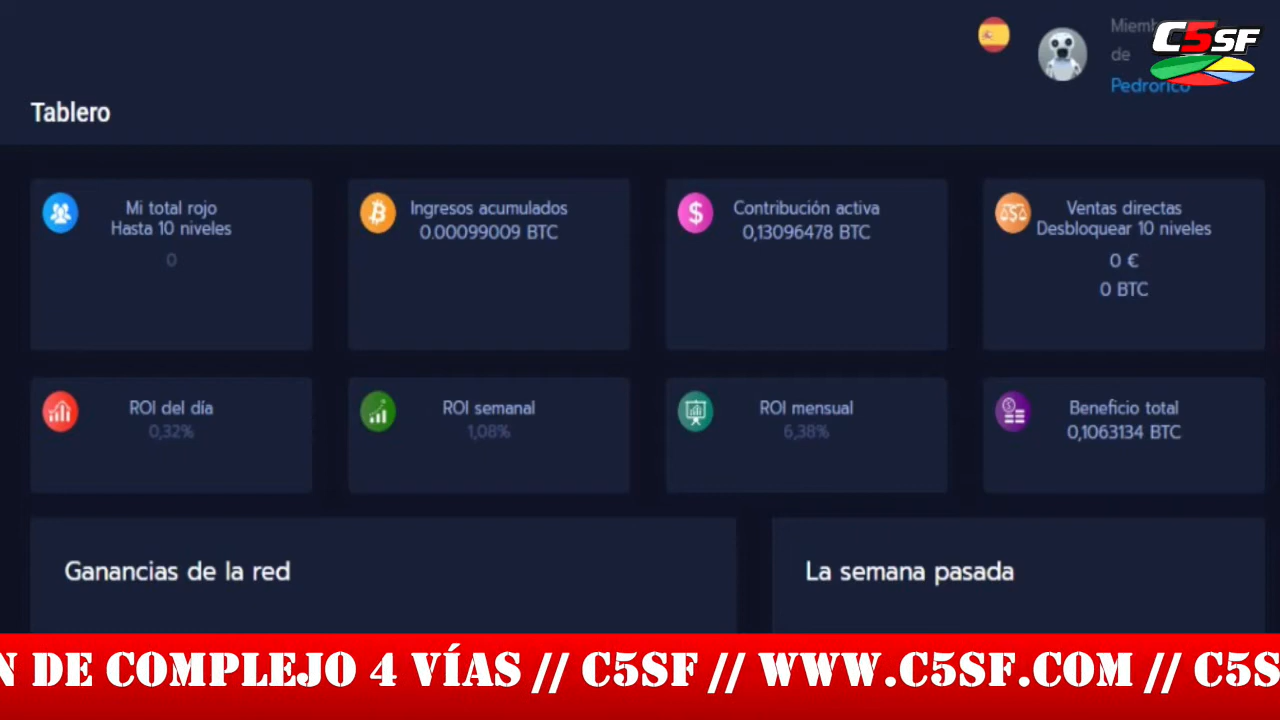 Miemb
de
Pedrorico
C5SF
Tablero
Mi total rojo
Hasta 10 niveles
0
Ingresos acumulados
0.00099009 BTC
Contribución activa
0,13096478 BTC
Ventas directas
Desbloquear 10 niveles
0 €
0 BTC
ROI del día
0,32%
ROI semanal
1,08%
ROI mensual
6,38%
Beneficio total
0,1063134 BTC
Ganancias de la red
La semana pasada
N DE COMPLEJO 4 VÍAS // C5SF // WWW.C5SF.COM // C5S